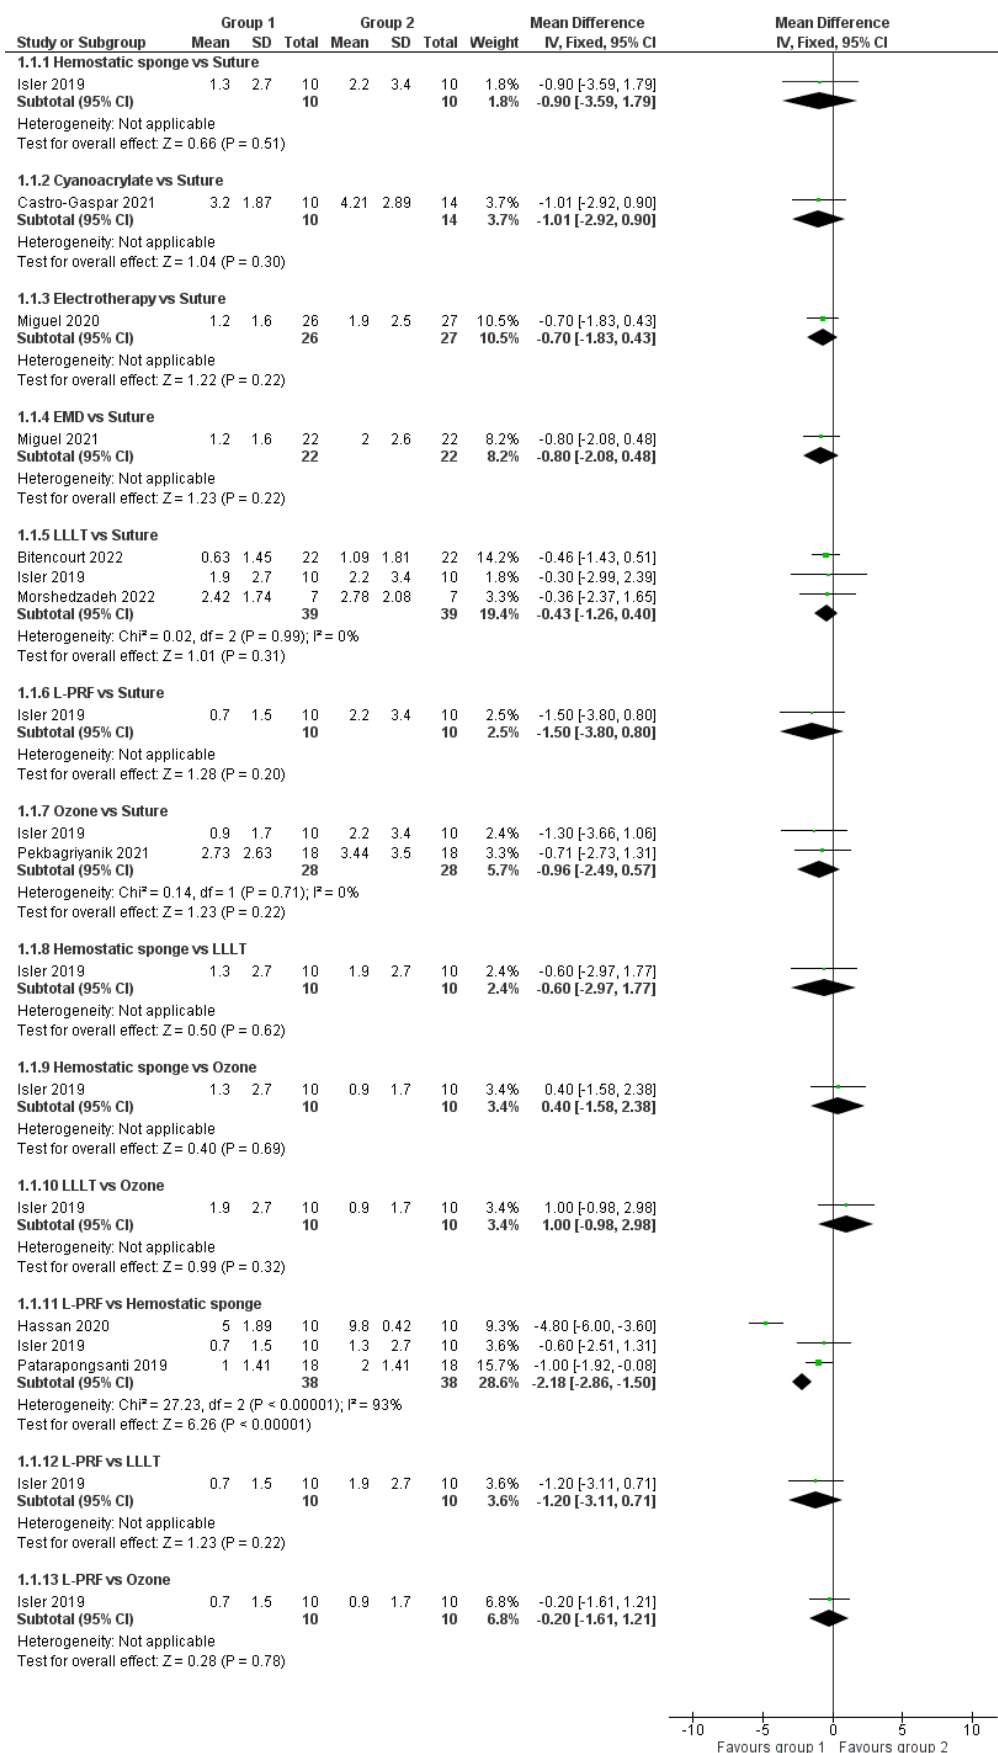 Group 1 Group 2 Mean Difference Mean Difference
Study or Subgroup Mean SD Total Mean SD Total Weight IV, Fixed, 95% CI IV, Fixed, 95% CI
1.1.1 Hemostatic sponge vs Suture
Isler 2019 1.3 2.7 10 2.2 3.4 10 1.8% -0.90 [-3.59, 1.79]
Subtotal (95% CI) 10 10 1.8% -0.90 [-3.59, 1.79]
Heterogeneity: Not applicable
Test for overall effect: Z = 0.66 (P = 0.51)
1.1.2 Cyanoacrylate vs Suture
Castro-Gaspar 2021 3.2 1.87 10 4.21 2.89 14 3.7% -1.01 [-2.92, 0.90]
Subtotal (95% CI) 10 14 3.7% -1.01 [-2.92, 0.90]
Heterogeneity: Not applicable
Test for overall effect: Z = 1.04 (P = 0.30)
1.1.3 Electrotherapy vs Suture
Miguel 2020 1.2 1.6 26 1.9 2.5 27 10.5% -0.70 [-1.83, 0.43]
Subtotal (95% CI) 26 27 10.5% -0.70 [-1.83, 0.43]
Heterogeneity: Not applicable
Test for overall effect: Z = 1.22 (P = 0.22)
1.1.4 EMD vs Suture
Miguel 2021 1.2 1.6 22 2 2.6 22 8.2% -0.80 [-2.08, 0.48]
Subtotal (95% CI) 22 22 8.2% -0.80 [-2.08, 0.48]
Heterogeneity: Not applicable
Test for overall effect: Z = 1.23 (P = 0.22)
1.1.5 LLLT vs Suture
Bitencourt 2022 0.63 1.45 22 1.09 1.81 22 14.2% -0.46 [-1.43, 0.51]
Isler 2019 1.9 2.7 10 2.2 3.4 10 1.8% -0.30 [-2.99, 2.39]
Morshedzadeh 2022 2.42 1.74 7 2.78 2.08 7 3.3% -0.36 [-2.37, 1.65]
Subtotal (95% CI) 39 39 19.4% -0.43 [-1.26, 0.40]
Heterogeneity: Chi² = 0.02, df = 2 (P = 0.99); I² = 0%
Test for overall effect: Z = 1.01 (P = 0.31)
1.1.6 L-PRF vs Suture
Isler 2019 0.7 1.5 10 2.2 3.4 10 2.5% -1.50 [-3.80, 0.80]
Subtotal (95% CI) 10 10 2.5% -1.50 [-3.80, 0.80]
Heterogeneity: Not applicable
Test for overall effect: Z = 1.28 (P = 0.20)
1.1.7 Ozone vs Suture
Isler 2019 0.9 1.7 10 2.2 3.4 10 2.4% -1.30 [-3.66, 1.06]
Pekbagriyanik 2021 2.73 2.63 18 3.44 3.5 18 3.3% -0.71 [-2.73, 1.31]
Subtotal (95% CI) 28 28 5.7% -0.96 [-2.49, 0.57]
Heterogeneity: Chi² = 0.14, df = 1 (P = 0.71); I² = 0%
Test for overall effect: Z = 1.23 (P = 0.22)
1.1.8 Hemostatic sponge vs LLLT
Isler 2019 1.3 2.7 10 1.9 2.7 10 2.4% -0.60 [-2.97, 1.77]
Subtotal (95% CI) 10 10 2.4% -0.60 [-2.97, 1.77]
Heterogeneity: Not applicable
Test for overall effect: Z = 0.50 (P = 0.62)
1.1.9 Hemostatic sponge vs Ozone
Isler 2019 1.3 2.7 10 0.9 1.7 10 3.4% 0.40 [-1.58, 2.38]
Subtotal (95% CI) 10 10 3.4% 0.40 [-1.58, 2.38]
Heterogeneity: Not applicable
Test for overall effect: Z = 0.40 (P = 0.69)
1.1.10 LLLT vs Ozone
Isler 2019 1.9 2.7 10 0.9 1.7 10 3.4% 1.00 [-0.98, 2.98]
Subtotal (95% CI) 10 10 3.4% 1.00 [-0.98, 2.98]
Heterogeneity: Not applicable
Test for overall effect: Z = 0.99 (P = 0.32)
1.1.11 L-PRF vs Hemostatic sponge
Hassan 2020 5 1.89 10 9.8 0.42 10 9.3% -4.80 [-6.00, -3.60]
Isler 2019 0.7 1.5 10 1.3 2.7 10 3.6% -0.60 [-2.51, 1.31]
Patarapongsanti 2019 1 1.41 18 2 1.41 18 15.7% -1.00 [-1.92, -0.08]
Subtotal (95% CI) 38 38 28.6% -2.18 [-2.86, -1.50]
Heterogeneity: Chi² = 27.23, df = 2 (P < 0.00001); I² = 93%
Test for overall effect: Z = 6.26 (P < 0.00001)
1.1.12 L-PRF vs LLLT
Isler 2019 0.7 1.5 10 1.9 2.7 10 3.6% -1.20 [-3.11, 0.71]
Subtotal (95% CI) 10 10 3.6% -1.20 [-3.11, 0.71]
Heterogeneity: Not applicable
Test for overall effect: Z = 1.23 (P = 0.22)
1.1.13 L-PRF vs Ozone
Isler 2019 0.7 1.5 10 0.9 1.7 10 6.8% -0.20 [-1.61, 1.21]
Subtotal (95% CI) 10 10 6.8% -0.20 [-1.61, 1.21]
Heterogeneity: Not applicable
Test for overall effect: Z = 0.28 (P = 0.78)
-10 -5 0 5 10
Favours group 1 Favours group 2